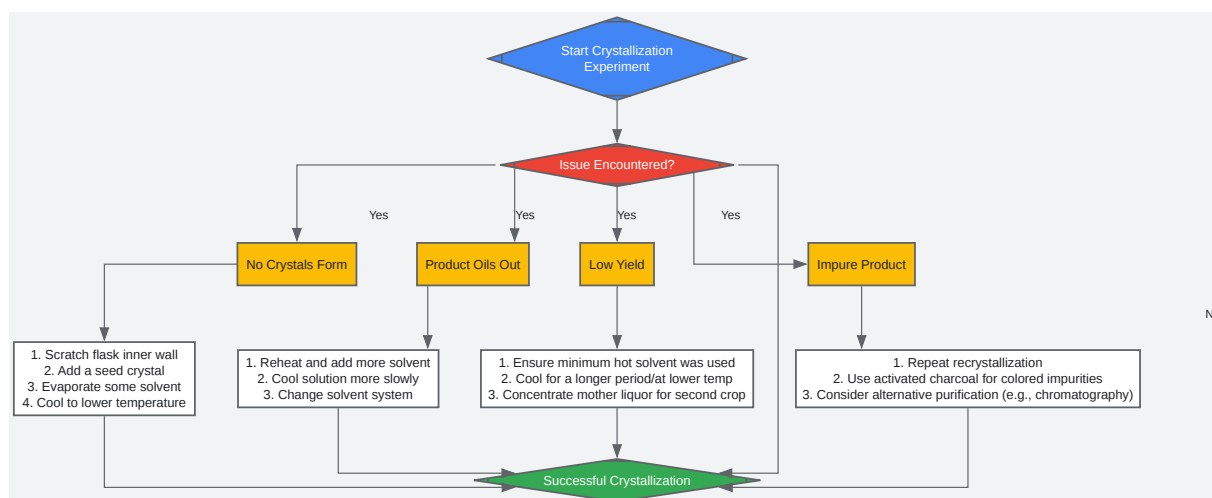 Start Crystallization
Experiment
Issue Encountered?
Yes
Yes
Yes
Yes
No Crystals Form
Product Oils Out
Low Yield
Impure Product
N
1. Scratch flask inner wall
2. Add a seed crystal
3. Evaporate some solvent
4. Cool to lower temperature
1. Reheat and add more solvent
2. Cool solution more slowly
3. Change solvent system
1. Ensure minimum hot solvent was used
2. Cool for a longer period/at lower temp
3. Concentrate mother liquor for second crop
1. Repeat recrystallization
2. Use activated charcoal for colored impurities
3. Consider alternative purification (e.g., chromatography)
Successful Crystallization